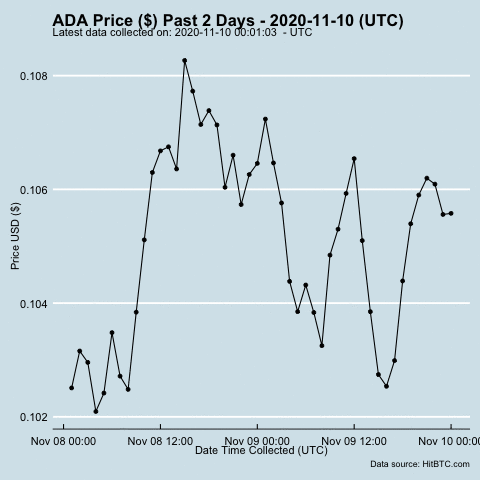 ADA Price ($) Past 2 Days - 2020-11-10 (UTC)
Latest data collected on: 2020-11-10 00:01:03 - UTC
0.108
0.106
0.104
0.102
Price USD ($)
Nov 08 00:00 Nov 08 12:00 Nov 09 00:00 Nov 09 12:00 Nov 10 00:00
Date Time Collected (UTC)
Data source: HitBTC.com